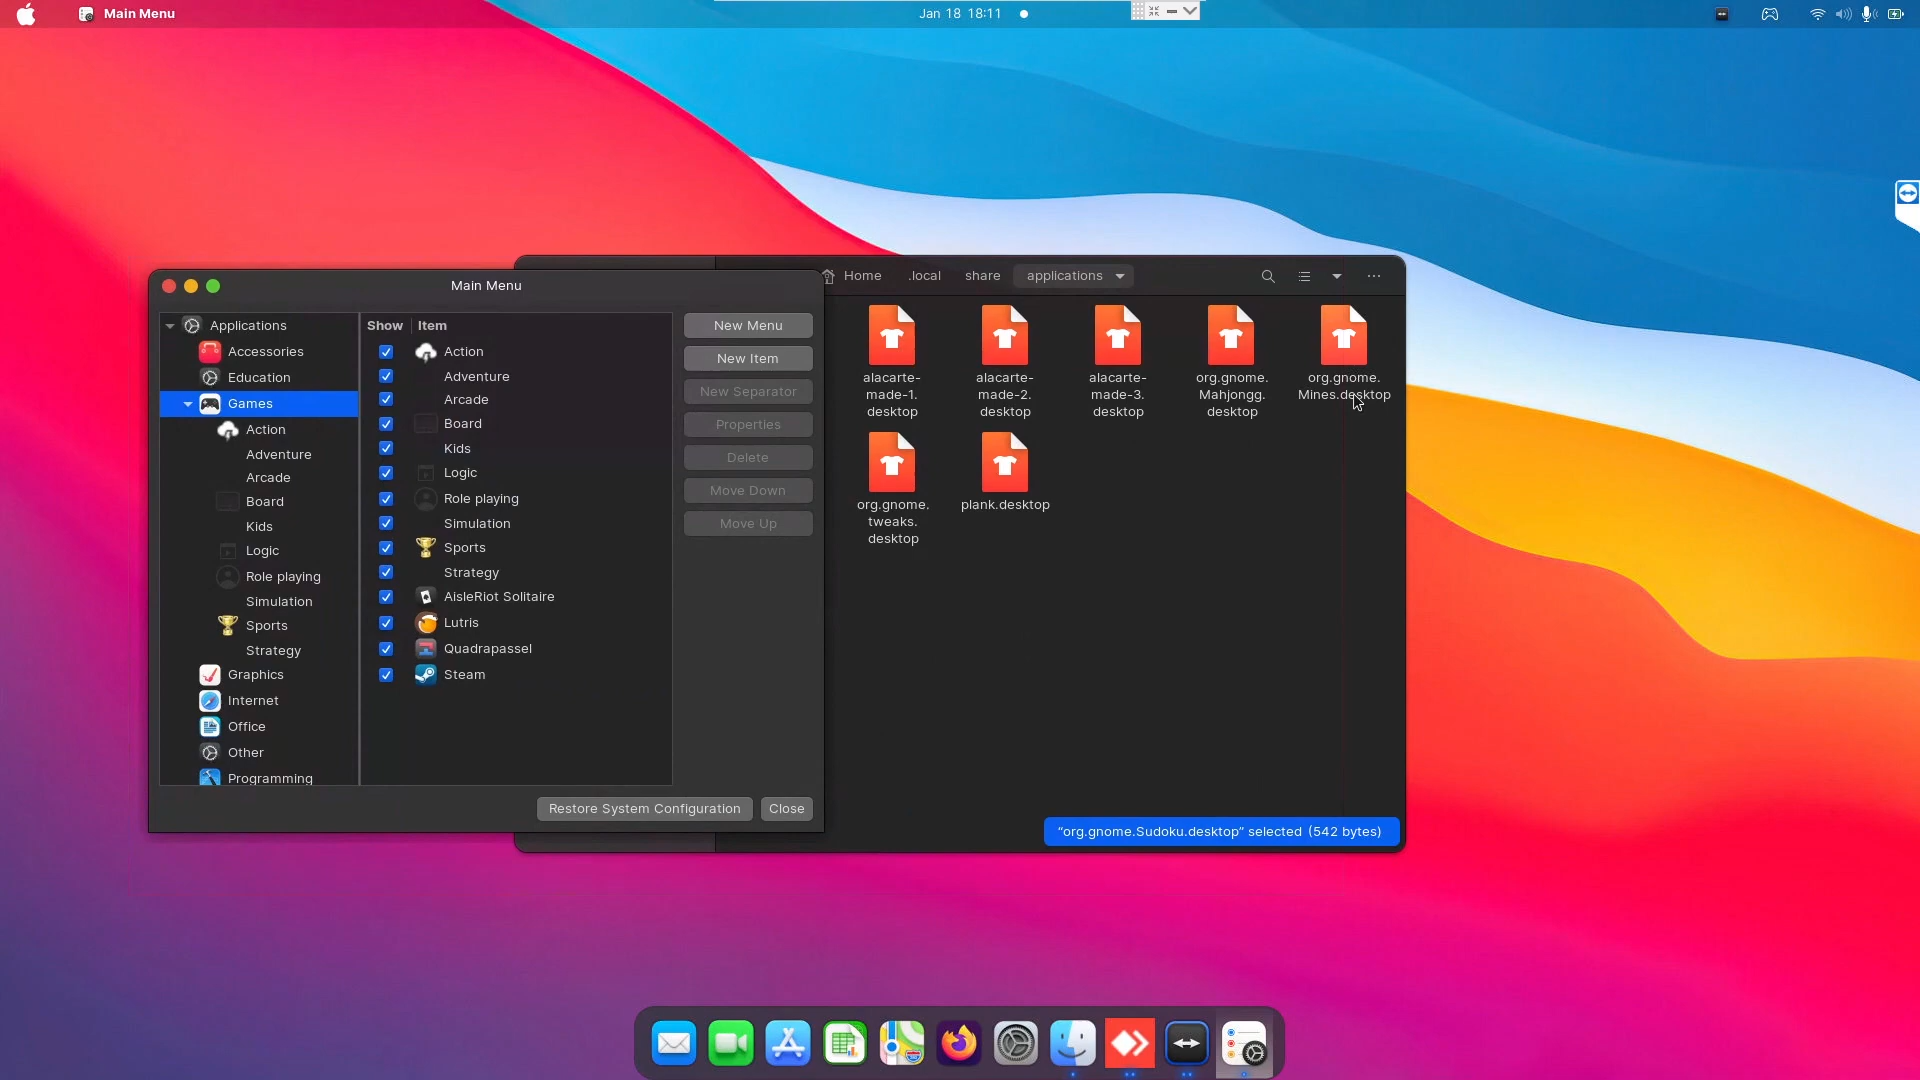 Main Menu
Jan 18 18:11
Main Menu
Applications
Accessories
Education
Games
Action
Adventure
Arcade
Board
Kids
Logic
Role playing
Simulation
Sports
Strategy
Graphics
Internet
Office
Other
Programming
Show Item
Action
Adventure
Arcade
Board
Kids
Logic
Role playing
Simulation
Sports
Strategy
AisleRiot Solitaire
Lutris
Quadrapassel
Steam
New Menu
New Item
New Separator
Properties
Delete
Move Down
Move Up
Restore System Configuration
Close
Home .local share applications
alacarte-
made-1.
desktop
alacarte-
made-2.
desktop
alacarte-
made-3.
desktop
org.gnome.
Mahjongg.
desktop
org.gnome.
Mines.desktop
org.gnome.
tweaks.
desktop
plank.desktop
“org.gnome.Sudoku.desktop” selected (542 bytes)